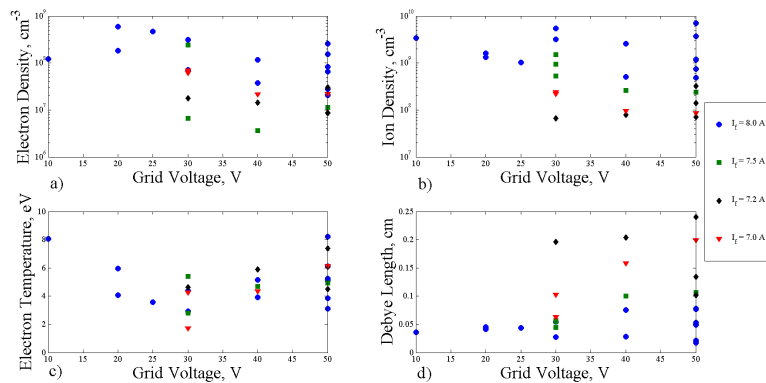 10^9
10^8
10^7
10^6
Electron Density, cm^-3
10 15 20 25 30 35 40 45 50
a) Grid Voltage, V
10^10
10^9
10^8
10^7
Ion Density, cm^-3
10 15 20 25 30 35 40 45 50
b) Grid Voltage, V
I_f = 8.0 A
I_f = 7.5 A
I_f = 7.2 A
I_f = 7.0 A
10
8
6
4
2
0
Electron Temperature, eV
10 15 20 25 30 35 40 45 50
c) Grid Voltage, V
0.25
0.2
0.15
0.1
0.05
0
Debye Length, cm
10 15 20 25 30 35 40 45 50
d) Grid Voltage, V